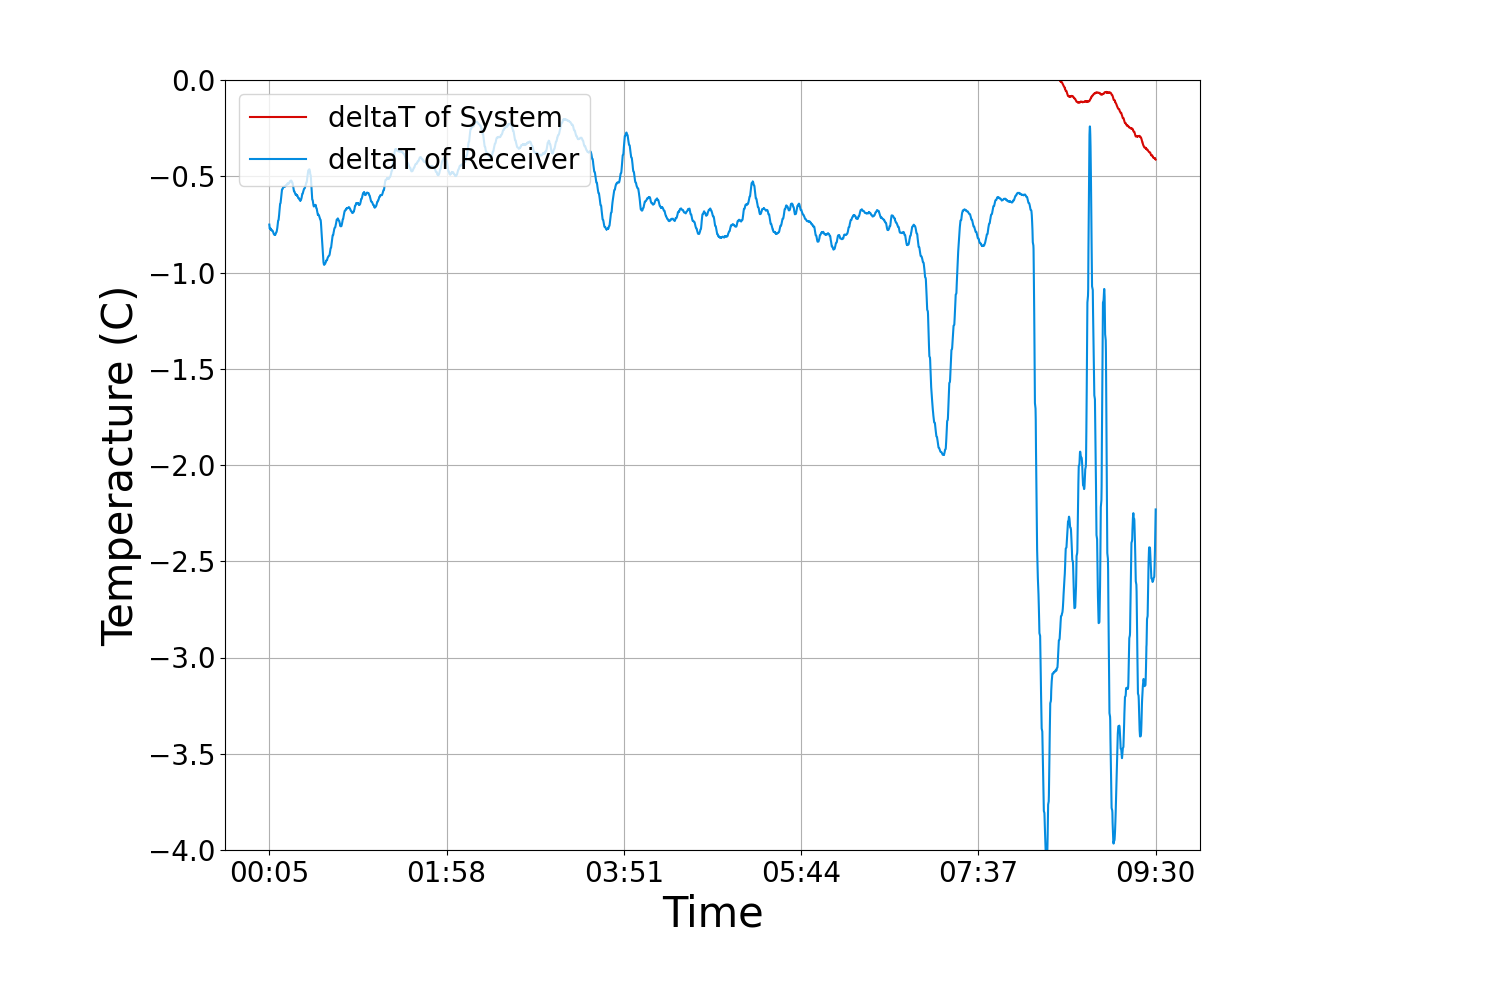 deltaT of System
deltaT of Receiver
0.0
−0.5
−1.0
−1.5
−2.0
−2.5
−3.0
−3.5
−4.0
Temperacture (C)
00:05 01:58 03:51 05:44 07:37 09:30
Time